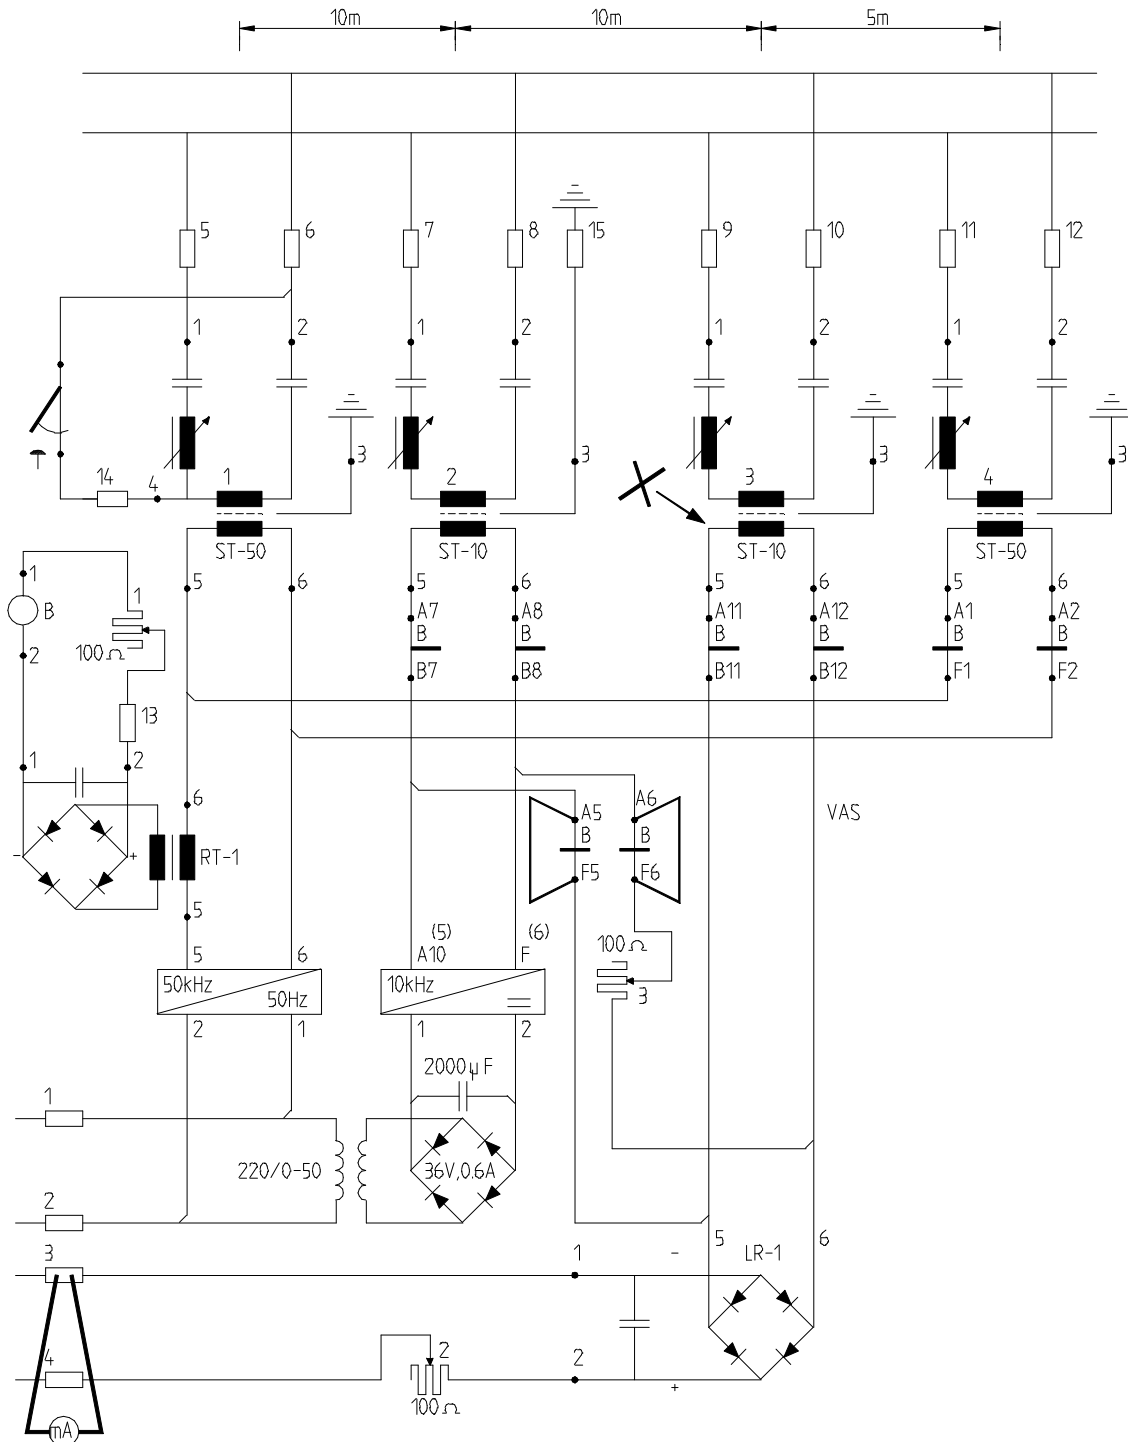 10m 10m 5m
5 6 7 8 15 9 10 11 12
1 2 1 2 1 2 1 2
3 3 3 3
14 4 1 2 3 4
ST-50 ST-10 ST-10 ST-50
1 5 6 5 6 5 6 5 6
1 A7 A8 A11 A12 A1 A2
B B B B B B B
100Ω
2 B7 B8 B11 B12 F1 F2
13
1 2
6 A5 A6 VAS
B B
- + RT-1
F5 F6
5
(5) (6)
5 6 A10 F 100Ω
50kHz 10kHz
50Hz 3
2 1 1 2
2000μF
1
220/0-50 36V,0.6A
2
5 6
3 1 - LR-1
4 2 2
100Ω +
mA